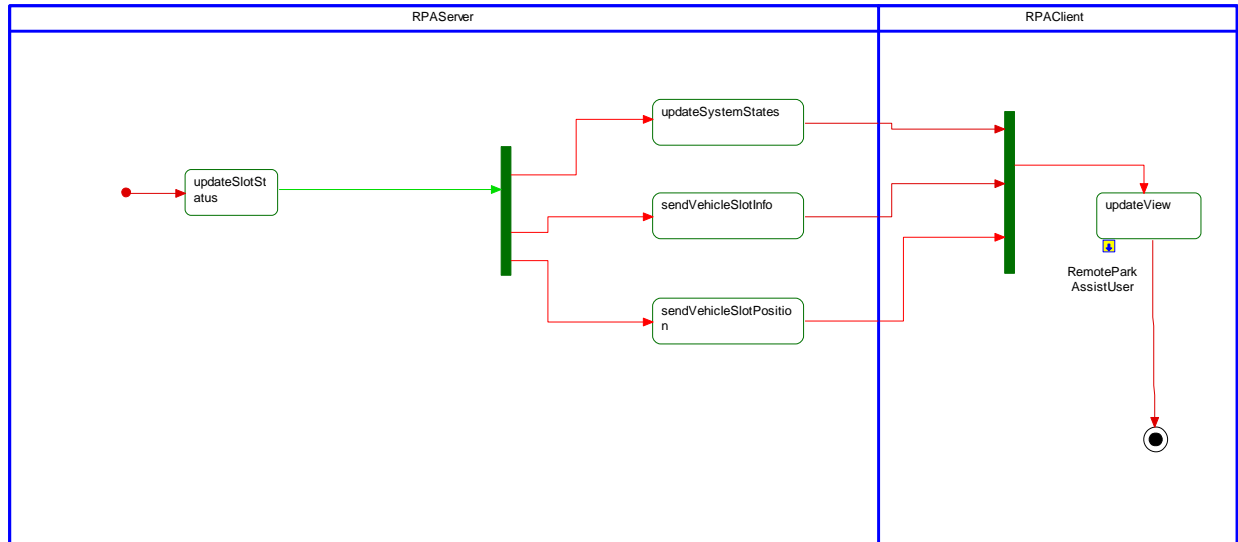 RPAServer
RPAClient
updateSystemStates
updateSlotSt
atus
sendVehicleSlotInfo
updateView
RemotePark
AssistUser
sendVehicleSlotPositio
n